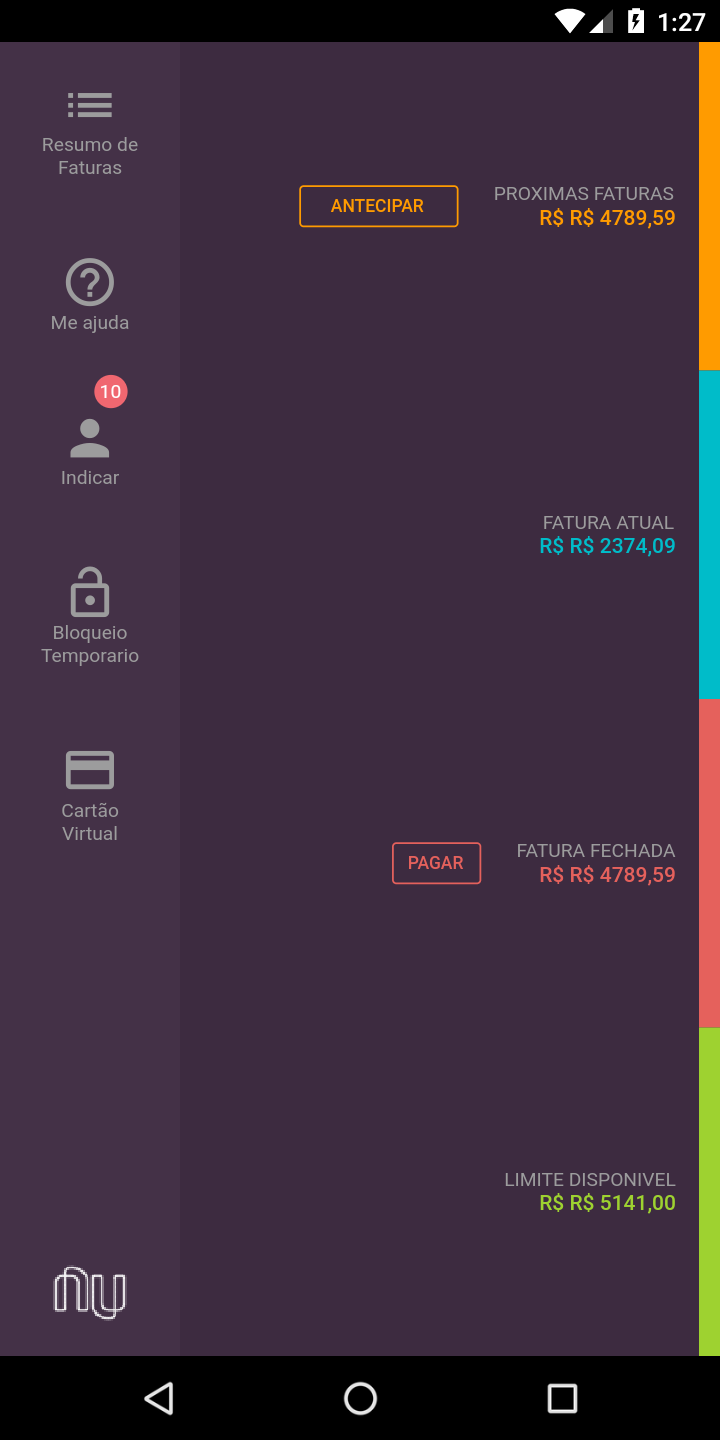 1:27
Resumo de
Faturas
Me ajuda
10
Indicar
Bloqueio
Temporario
Cartão
Virtual
nu
ANTECIPAR
PROXIMAS FATURAS
R$ R$ 4789,59
FATURA ATUAL
R$ R$ 2374,09
PAGAR
FATURA FECHADA
R$ R$ 4789,59
LIMITE DISPONIVEL
R$ R$ 5141,00